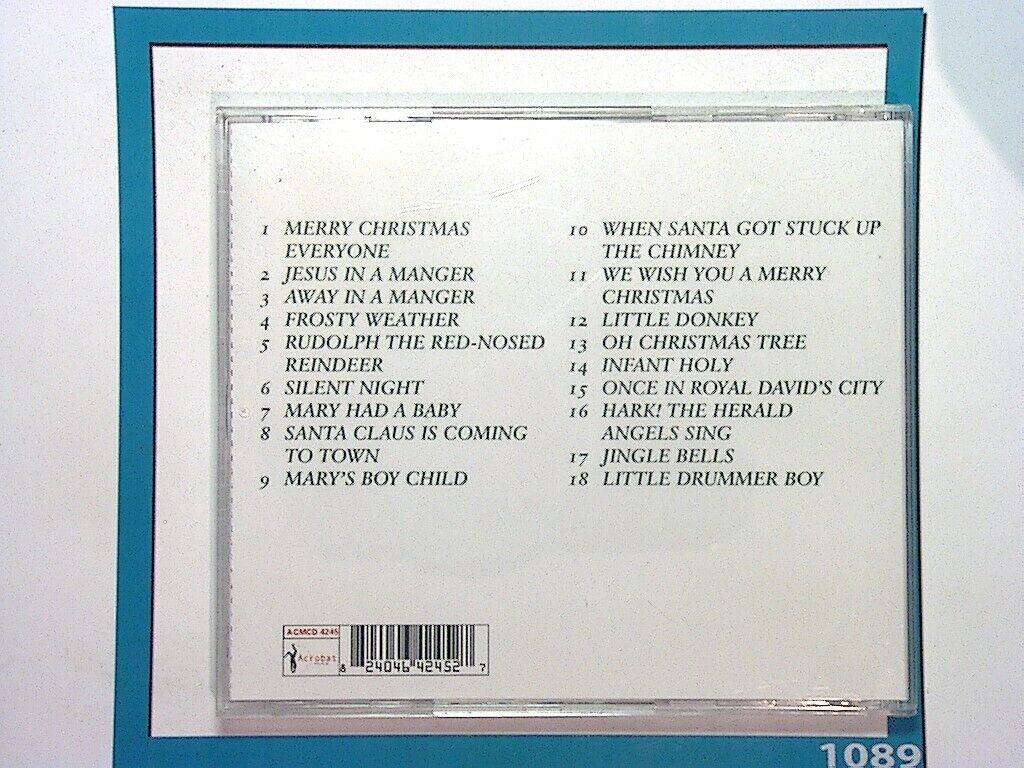 1 MERRY CHRISTMAS
EVERYONE
2 JESUS IN A MANGER
3 AWAY IN A MANGER
4 FROSTY WEATHER
5 RUDOLPH THE RED-NOSED
REINDEER
6 SILENT NIGHT
7 MARY HAD A BABY
8 SANTA CLAUS IS COMING
TO TOWN
9 MARY'S BOY CHILD
10 WHEN SANTA GOT STUCK UP
THE CHIMNEY
11 WE WISH YOU A MERRY
CHRISTMAS
12 LITTLE DONKEY
13 OH CHRISTMAS TREE
14 INFANT HOLY
15 ONCE IN ROYAL DAVID'S CITY
16 HARK! THE HERALD
ANGELS SING
17 JINGLE BELLS
18 LITTLE DRUMMER BOY
ACMCD 4245
Acrobat
8 24046 42452 7
1089